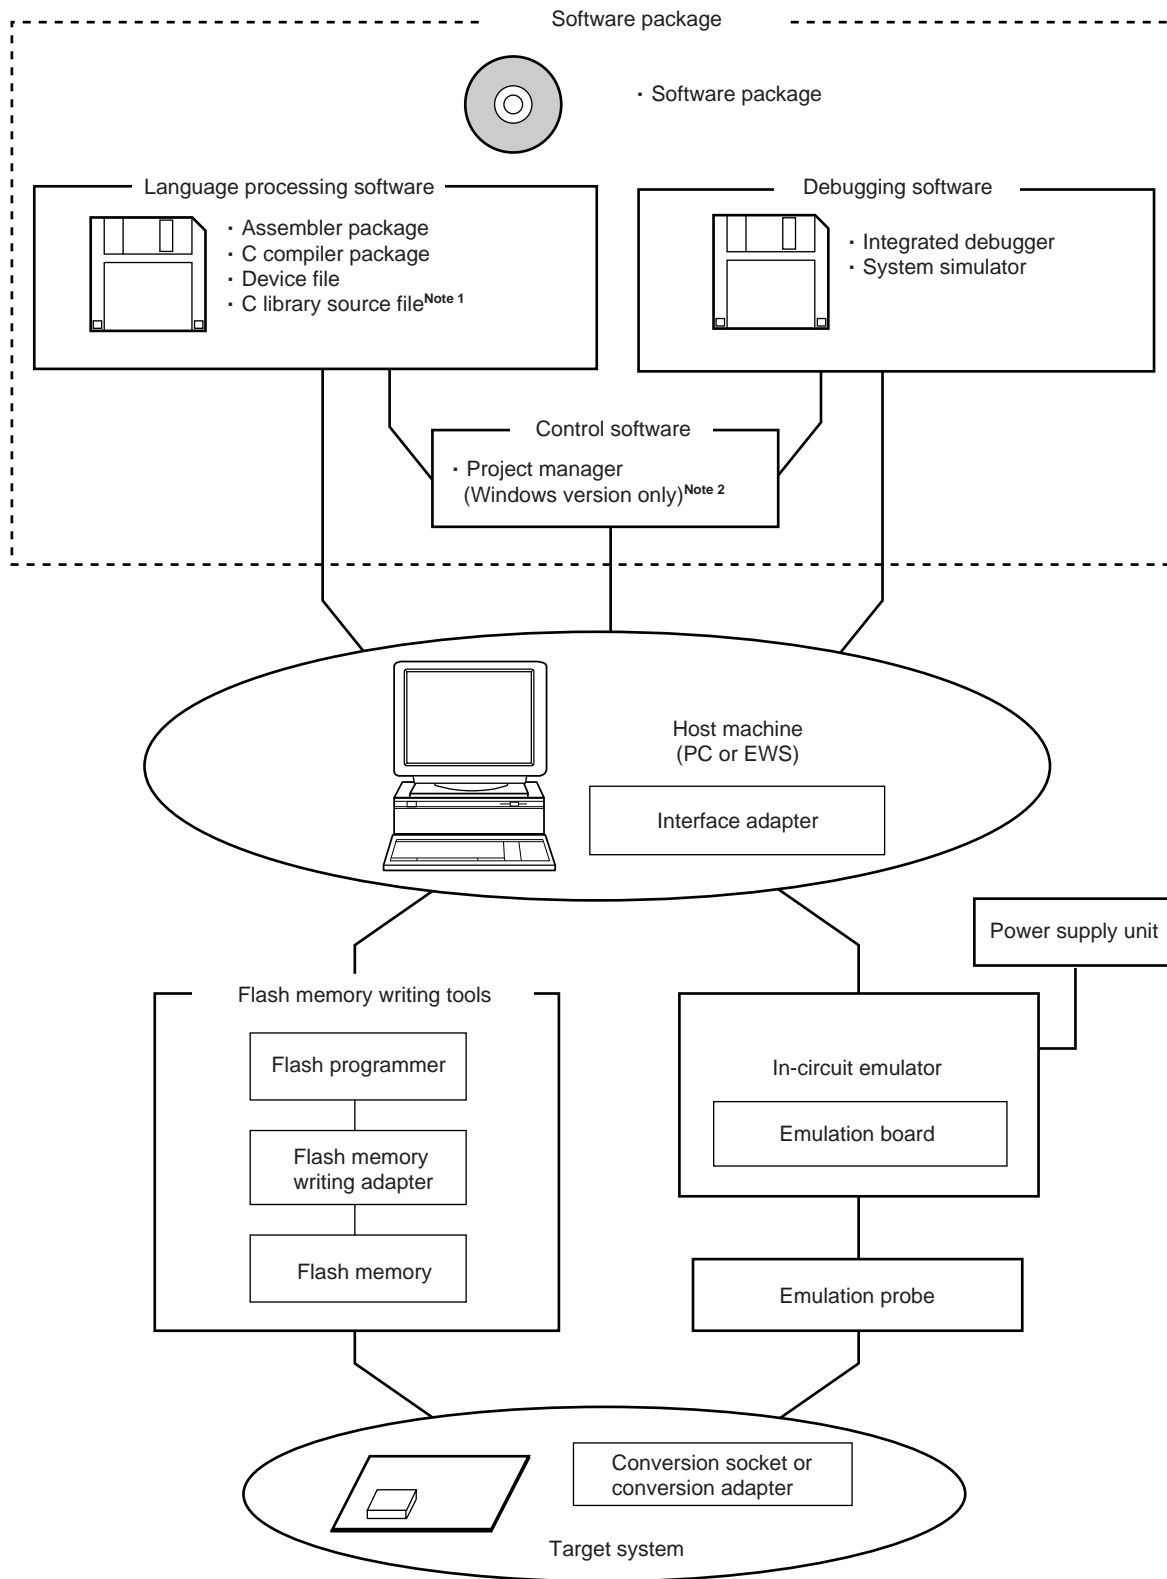 Software package
· Software package
Language processing software
· Assembler package
· C compiler package
· Device file
· C library source file Note 1
Debugging software
· Integrated debugger
· System simulator
Control software
· Project manager
(Windows version only) Note 2
Host machine
(PC or EWS)
Interface adapter
Power supply unit
Flash memory writing tools
Flash programmer
Flash memory
writing adapter
Flash memory
In-circuit emulator
Emulation board
Emulation probe
Conversion socket or
conversion adapter
Target system